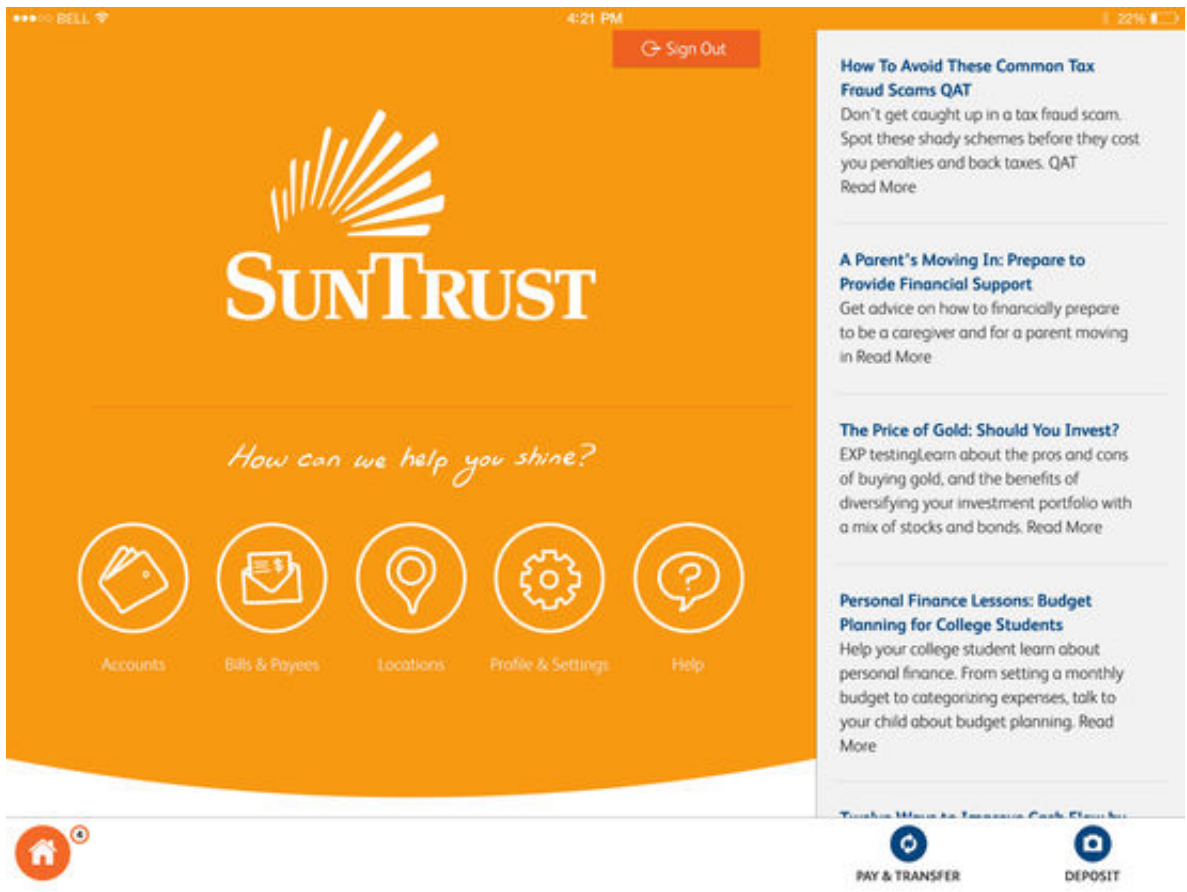 BELL
4:21 PM
22%
Sign Out
SUNTRUST
How can we help you shine?
Accounts
Bills & Payees
Locations
Profile & Settings
Help
How To Avoid These Common Tax
Fraud Scams QAT
Don't get caught up in a tax fraud scam.
Spot these shady schemes before they cost
you penalties and back taxes. QAT
Read More
A Parent's Moving In: Prepare to
Provide Financial Support
Get advice on how to financially prepare
to be a caregiver and for a parent moving
in Read More
The Price of Gold: Should You Invest?
EXP testingLearn about the pros and cons
of buying gold, and the benefits of
diversifying your investment portfolio with
a mix of stocks and bonds. Read More
Personal Finance Lessons: Budget
Planning for College Students
Help your college student learn about
personal finance. From setting a monthly
budget to categorizing expenses, talk to
your child about budget planning. Read
More
Twelve Ways to Improve Cash Flow by
4
PAY & TRANSFER
DEPOSIT